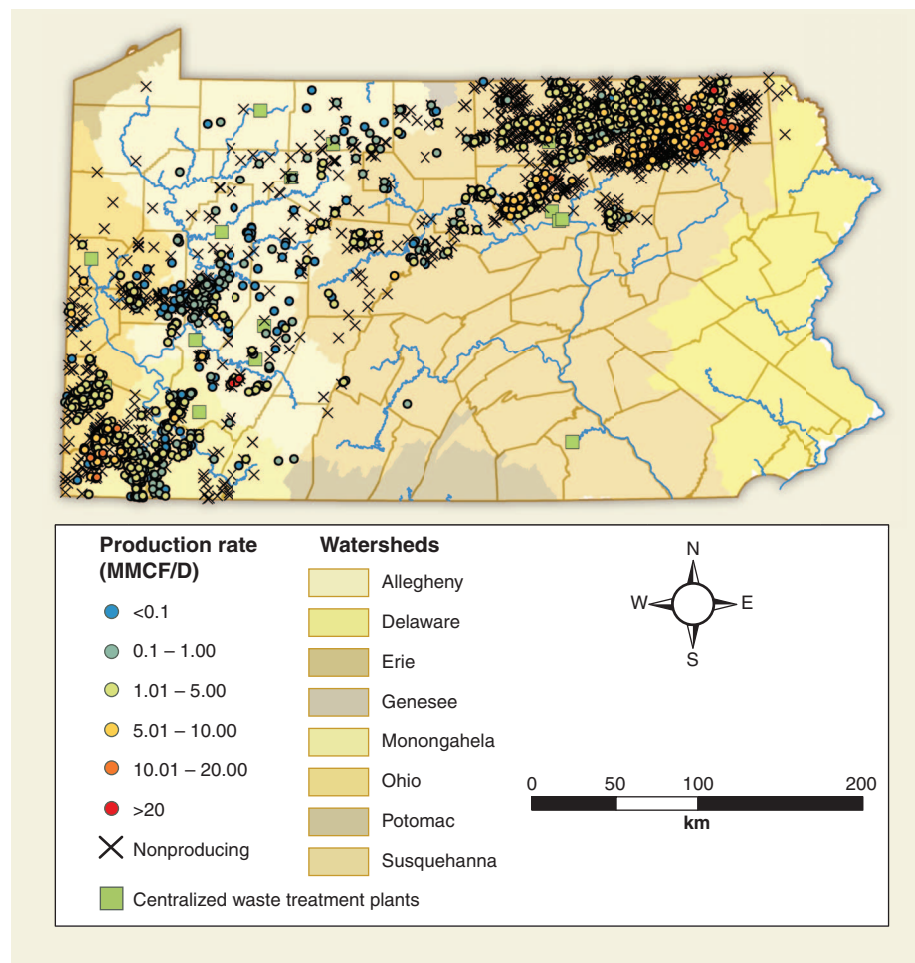 Production rate
(MMCF/D)
<0.1
0.1 – 1.00
1.01 – 5.00
5.01 – 10.00
10.01 – 20.00
>20
Nonproducing
Centralized waste treatment plants
Watersheds
Allegheny
Delaware
Erie
Genesee
Monongahela
Ohio
Potomac
Susquehanna
N
W E
S
0 50 100 200
km